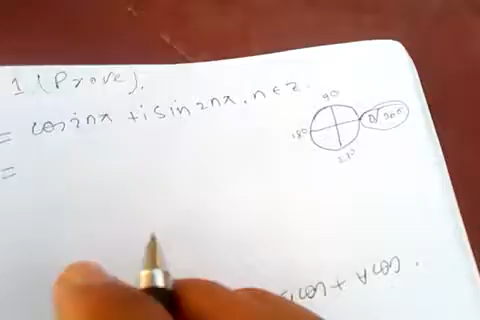 1 (Prove).
= cos2nπ + i sin2nπ, n ∈ z.
90
180
0/360
270
=
cos A + cos